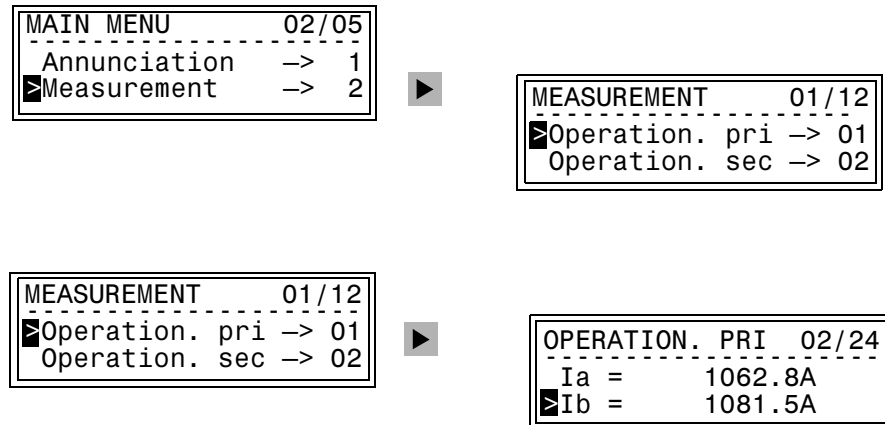 MAIN MENU 02/05
Annunciation —> 1
>Measurement —> 2
MEASUREMENT 01/12
>Operation. pri —> 01
Operation. sec —> 02
MEASUREMENT 01/12
>Operation. pri —> 01
Operation. sec —> 02
OPERATION. PRI 02/24
Ia = 1062.8A
>Ib = 1081.5A